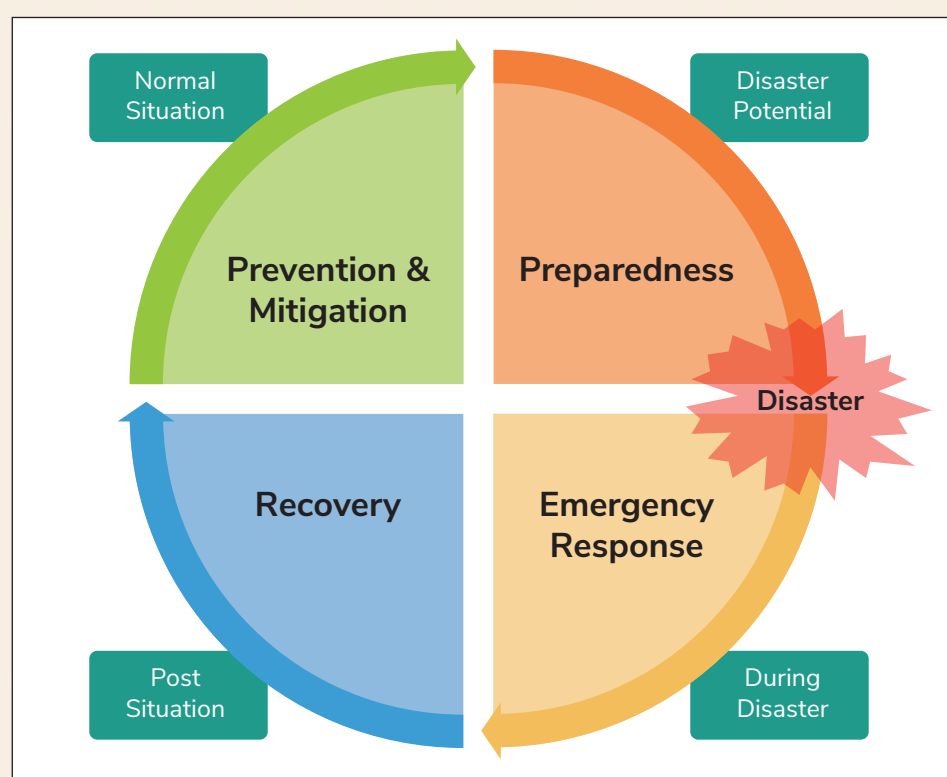 Normal
Situation
Disaster
Potential
Prevention &
Mitigation
Preparedness
Disaster
Recovery
Emergency
Response
Post
Situation
During
Disaster